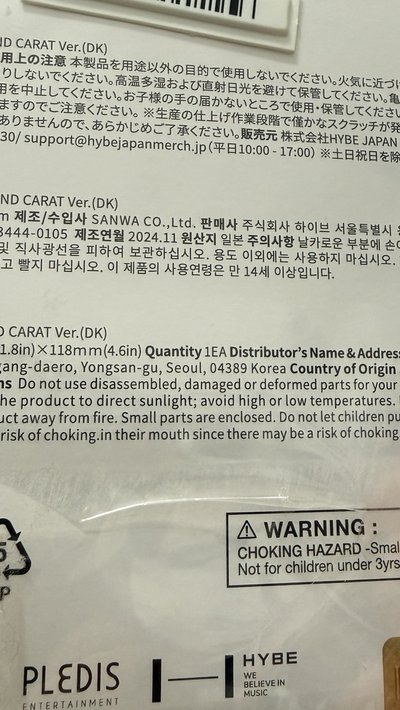 ND CARAT Ver.(DK)
用上の注意 本製品を用途以外の目的で使用しないでください。火気に近づけ
りしないでください。高温多湿および直射日光を避けて保管してください。亀
用を中止してください。お子様の手の届かないところで使用・保管してください
ますのでご注意ください。 ※生産の仕上げ作業段階で僅かなスクラッチが発
ありませんので、あらかじめご了承ください。 販売元 株式会社HYBE JAPAN
30/ support@hybejapanmerch.jp(平日10:00 - 17:00) ※土日祝日を除
ND CARAT Ver.(DK)
m 제조/수입사 SANWA CO.,Ltd. 판매사 주식회사 하이브 서울특별시 용
3444-0105 제조연월 2024.11 원산지 일본 주의사항 날카로운 부분에 손이
및 직사광선을 피하여 보관하십시오. 용도 이외에는 사용하지 마십시오.
고 빨지 마십시오. 이 제품의 사용연령은 만 14세 이상입니다.
ND CARAT Ver.(DK)
1.8in)×118mm(4.6in) Quantity 1EA Distributor's Name & Address
gang-daero, Yongsan-gu, Seoul, 04389 Korea Country of Origin
ns Do not use disassembled, damaged or deformed parts for your
he product to direct sunlight; avoid high or low temperatures.
uct away from fire. Small parts are enclosed. Do not let children pu
risk of choking.in their mouth since there may be a risk of choking
⚠ WARNING :
CHOKING HAZARD -Smal
Not for children under 3yrs
5
P
PLEDIS
ENTERTAINMENT
HYBE
WE
BELIEVE IN
MUSIC